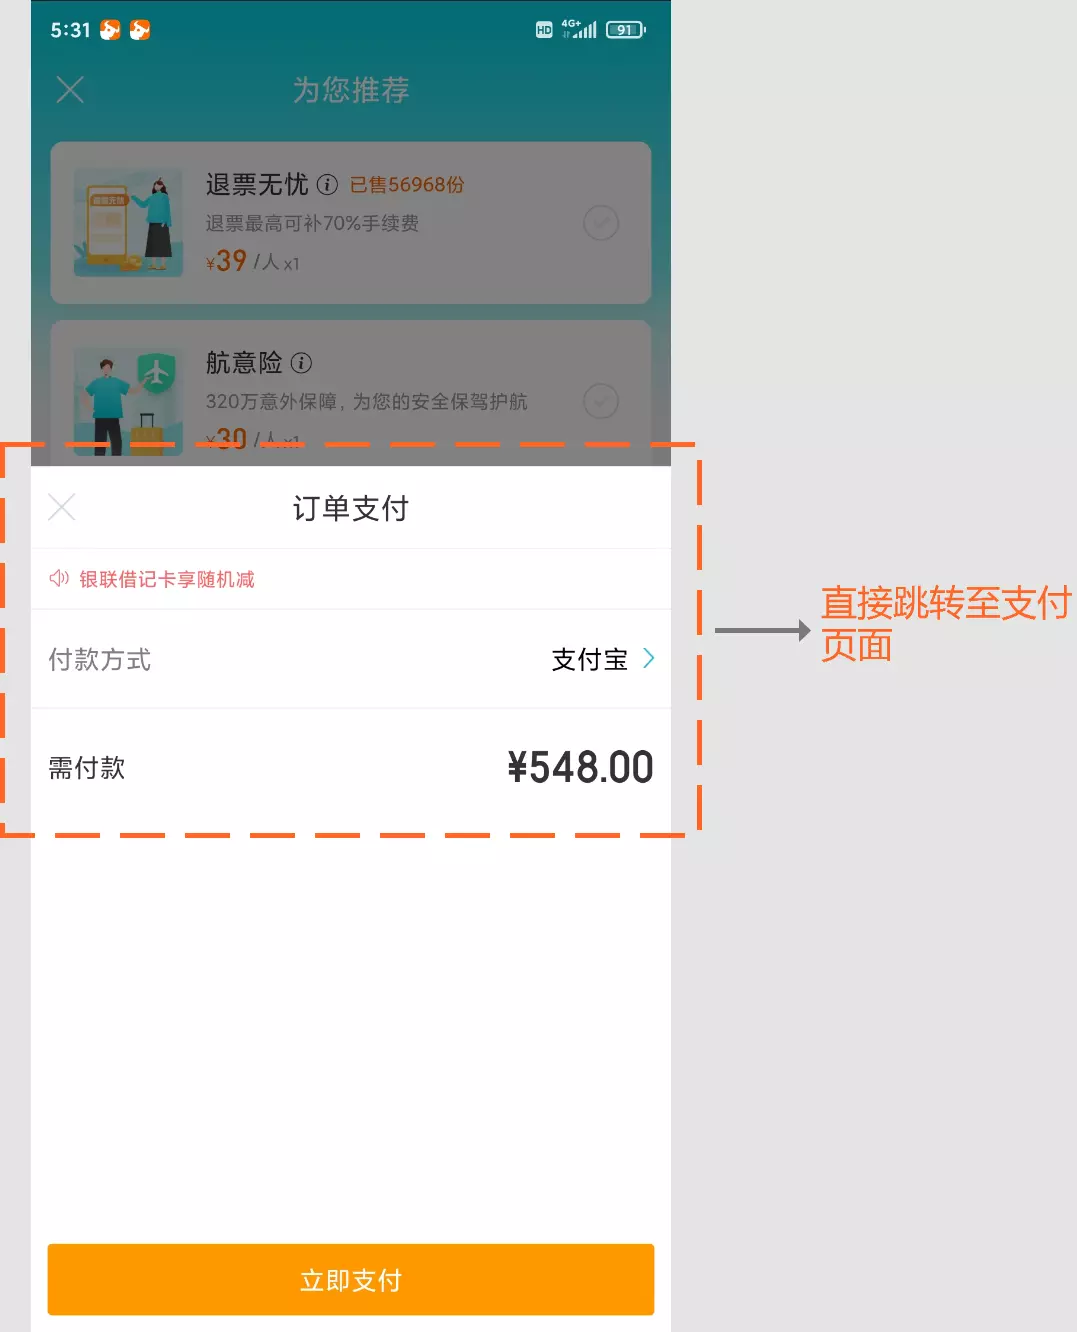 5:31
HD 4G+ 91
为您推荐
退票无忧 i 已售56968份
退票最高可补70%手续费
¥39 /人 x1
航意险 i
320万意外保障，为您的安全保驾护航
¥30 /人 x1
订单支付
银联借记卡享随机减
付款方式 支付宝
需付款 ¥548.00
直接跳转至支付
页面
立即支付